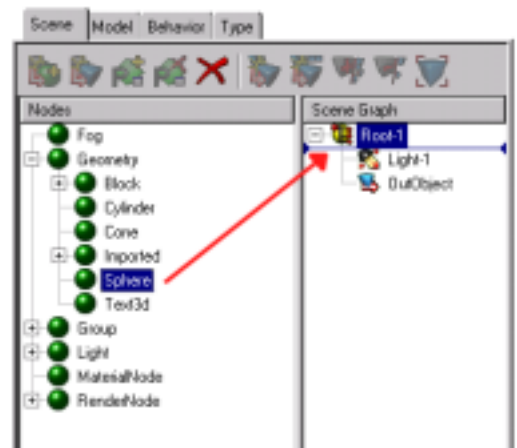 Scene Model Behavior Type
Nodes
Fog
Geometry
Block
Cylinder
Cone
Imported
Sphere
Text3d
Group
Light
MaterialNode
RenderNode
Scene Graph
Root-1
Light-1
OutObject